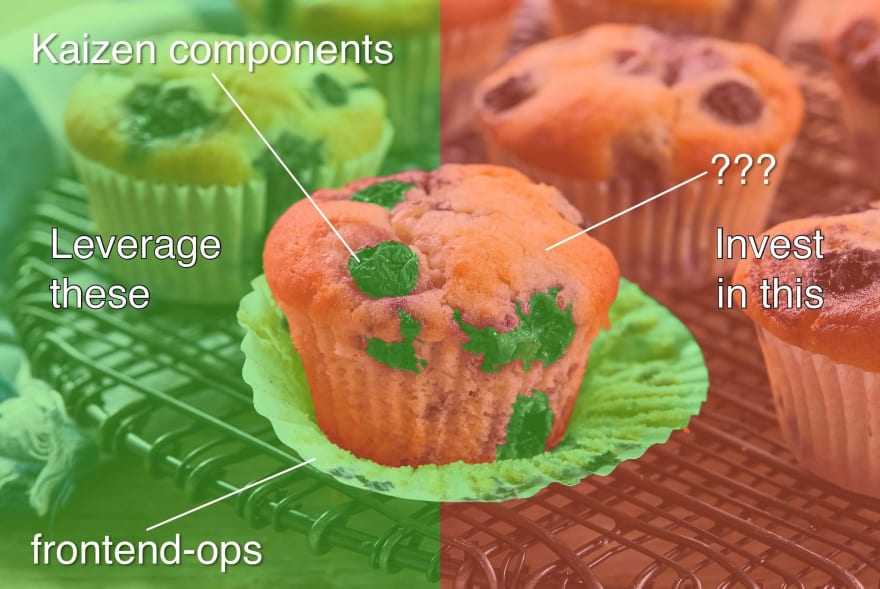 Kaizen components
???
Leverage
these
Invest
in this
frontend-ops